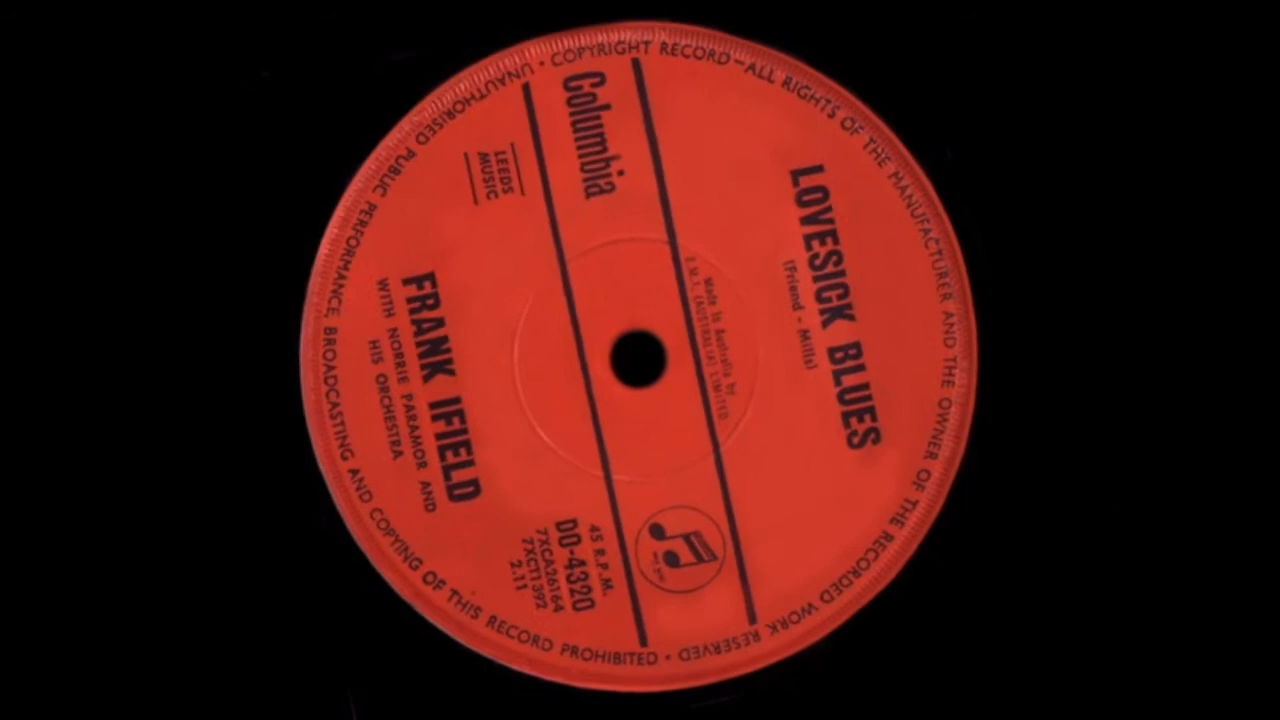 COPYRIGHT RECORD—ALL RIGHTS OF THE MANUFACTURER AND THE OWNER OF THE RECORDED WORK RESERVED • UNAUTHORISED PUBLIC PERFORMANCE, BROADCASTING AND COPYING OF THIS RECORD PROHIBITED •
LOVESICK BLUES
(Friend - Mills)
Made in Australia by
E.M.I. (AUSTRALIA) LIMITED
Columbia
LEEDS
MUSIC
45 R.P.M.
DO-4320
7XCA26164
7XCT1392
2.11
FRANK IFIELD
WITH NORRIE PARAMOR AND
HIS ORCHESTRA